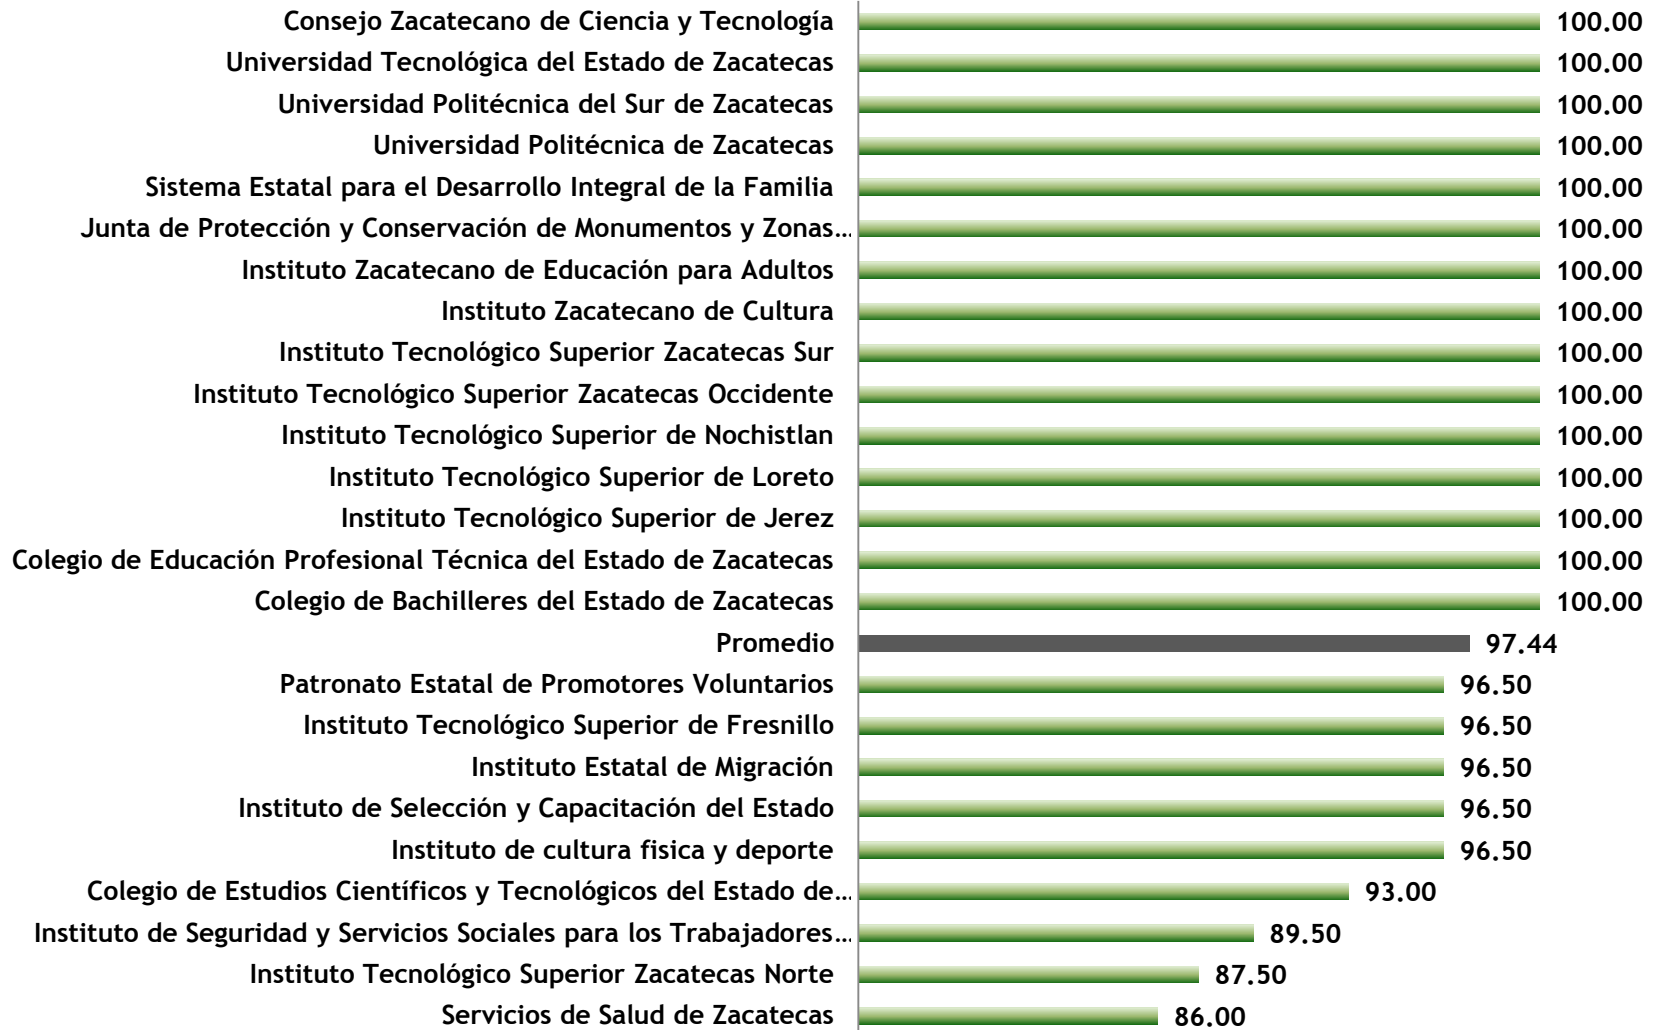 Consejo Zacatecano de Ciencia y Tecnología 100.00
Universidad Tecnológica del Estado de Zacatecas 100.00
Universidad Politécnica del Sur de Zacatecas 100.00
Universidad Politécnica de Zacatecas 100.00
Sistema Estatal para el Desarrollo Integral de la Familia 100.00
Junta de Protección y Conservación de Monumentos y Zonas… 100.00
Instituto Zacatecano de Educación para Adultos 100.00
Instituto Zacatecano de Cultura 100.00
Instituto Tecnológico Superior Zacatecas Sur 100.00
Instituto Tecnológico Superior Zacatecas Occidente 100.00
Instituto Tecnológico Superior de Nochistlan 100.00
Instituto Tecnológico Superior de Loreto 100.00
Instituto Tecnológico Superior de Jerez 100.00
Colegio de Educación Profesional Técnica del Estado de Zacatecas 100.00
Colegio de Bachilleres del Estado de Zacatecas 100.00
Promedio 97.44
Patronato Estatal de Promotores Voluntarios 96.50
Instituto Tecnológico Superior de Fresnillo 96.50
Instituto Estatal de Migración 96.50
Instituto de Selección y Capacitación del Estado 96.50
Instituto de cultura fisica y deporte 96.50
Colegio de Estudios Científicos y Tecnológicos del Estado de… 93.00
Instituto de Seguridad y Servicios Sociales para los Trabajadores… 89.50
Instituto Tecnológico Superior Zacatecas Norte 87.50
Servicios de Salud de Zacatecas 86.00